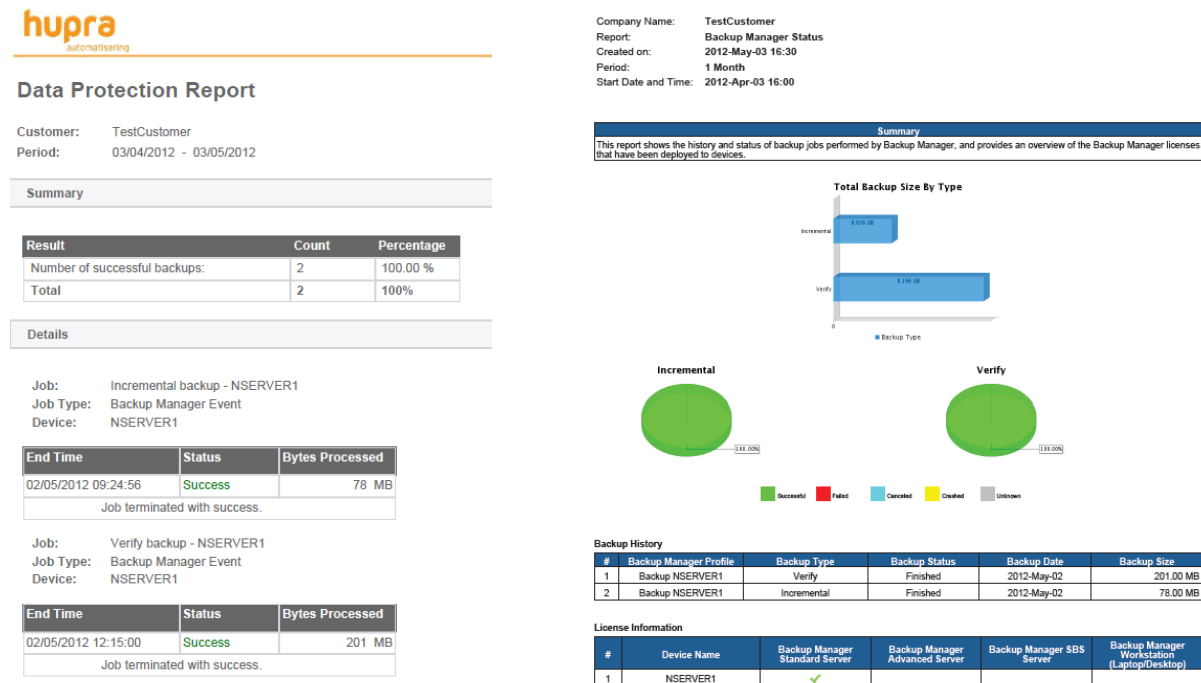 hupra
automatisering
Data Protection Report
Customer: TestCustomer
Period: 03/04/2012 - 03/05/2012
Summary
Result Count Percentage
Number of successful backups: 2 100.00 %
Total 2 100%
Details
Job: Incremental backup - NSERVER1
Job Type: Backup Manager Event
Device: NSERVER1
End Time Status Bytes Processed
02/05/2012 09:24:56 Success 78 MB
Job terminated with success.
Job: Verify backup - NSERVER1
Job Type: Backup Manager Event
Device: NSERVER1
End Time Status Bytes Processed
02/05/2012 12:15:00 Success 201 MB
Job terminated with success.
Company Name: TestCustomer
Report: Backup Manager Status
Created on: 2012-May-03 16:30
Period: 1 Month
Start Date and Time: 2012-Apr-03 16:00
Summary
This report shows the history and status of backup jobs performed by Backup Manager, and provides an overview of the Backup Manager licenses
that have been deployed to devices.
Total Backup Size By Type
Incremental
Verify
0.196 GB
0
Backup Type
Incremental Verify
100.00% 100.00%
Successful Failed Canceled Crashed Unknown
Backup History
# Backup Manager Profile Backup Type Backup Status Backup Date Backup Size
1 Backup NSERVER1 Verify Finished 2012-May-02 201.00 MB
2 Backup NSERVER1 Incremental Finished 2012-May-02 78.00 MB
License Information
# Device Name Backup Manager Standard Server Backup Manager Advanced Server Backup Manager SBS Server Backup Manager Workstation (Laptop/Desktop)
1 NSERVER1